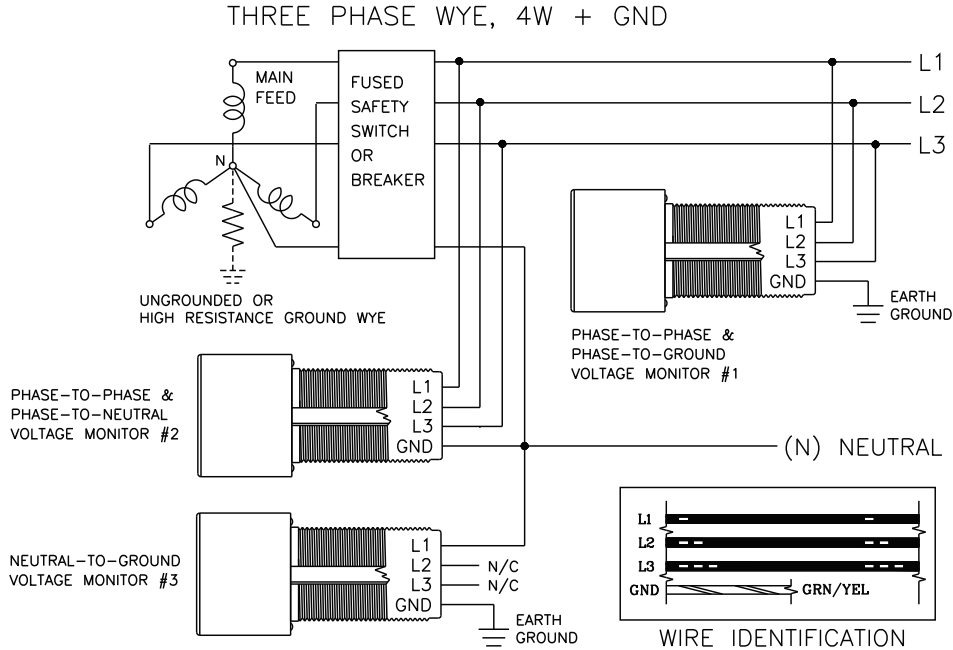 THREE PHASE WYE, 4W + GND
MAIN
FEED
N
FUSED
SAFETY
SWITCH
OR
BREAKER
L1
L2
L3
UNGROUNDED OR
HIGH RESISTANCE GROUND WYE
L1
L2
L3
GND
EARTH
GROUND
PHASE-TO-PHASE &
PHASE-TO-GROUND
VOLTAGE MONITOR #1
PHASE-TO-PHASE &
PHASE-TO-NEUTRAL
VOLTAGE MONITOR #2
L1
L2
L3
GND
(N) NEUTRAL
NEUTRAL-TO-GROUND
VOLTAGE MONITOR #3
L1
L2 N/C
L3 N/C
GND
EARTH
GROUND
L1
L2
L3
GND GRN/YEL
WIRE IDENTIFICATION